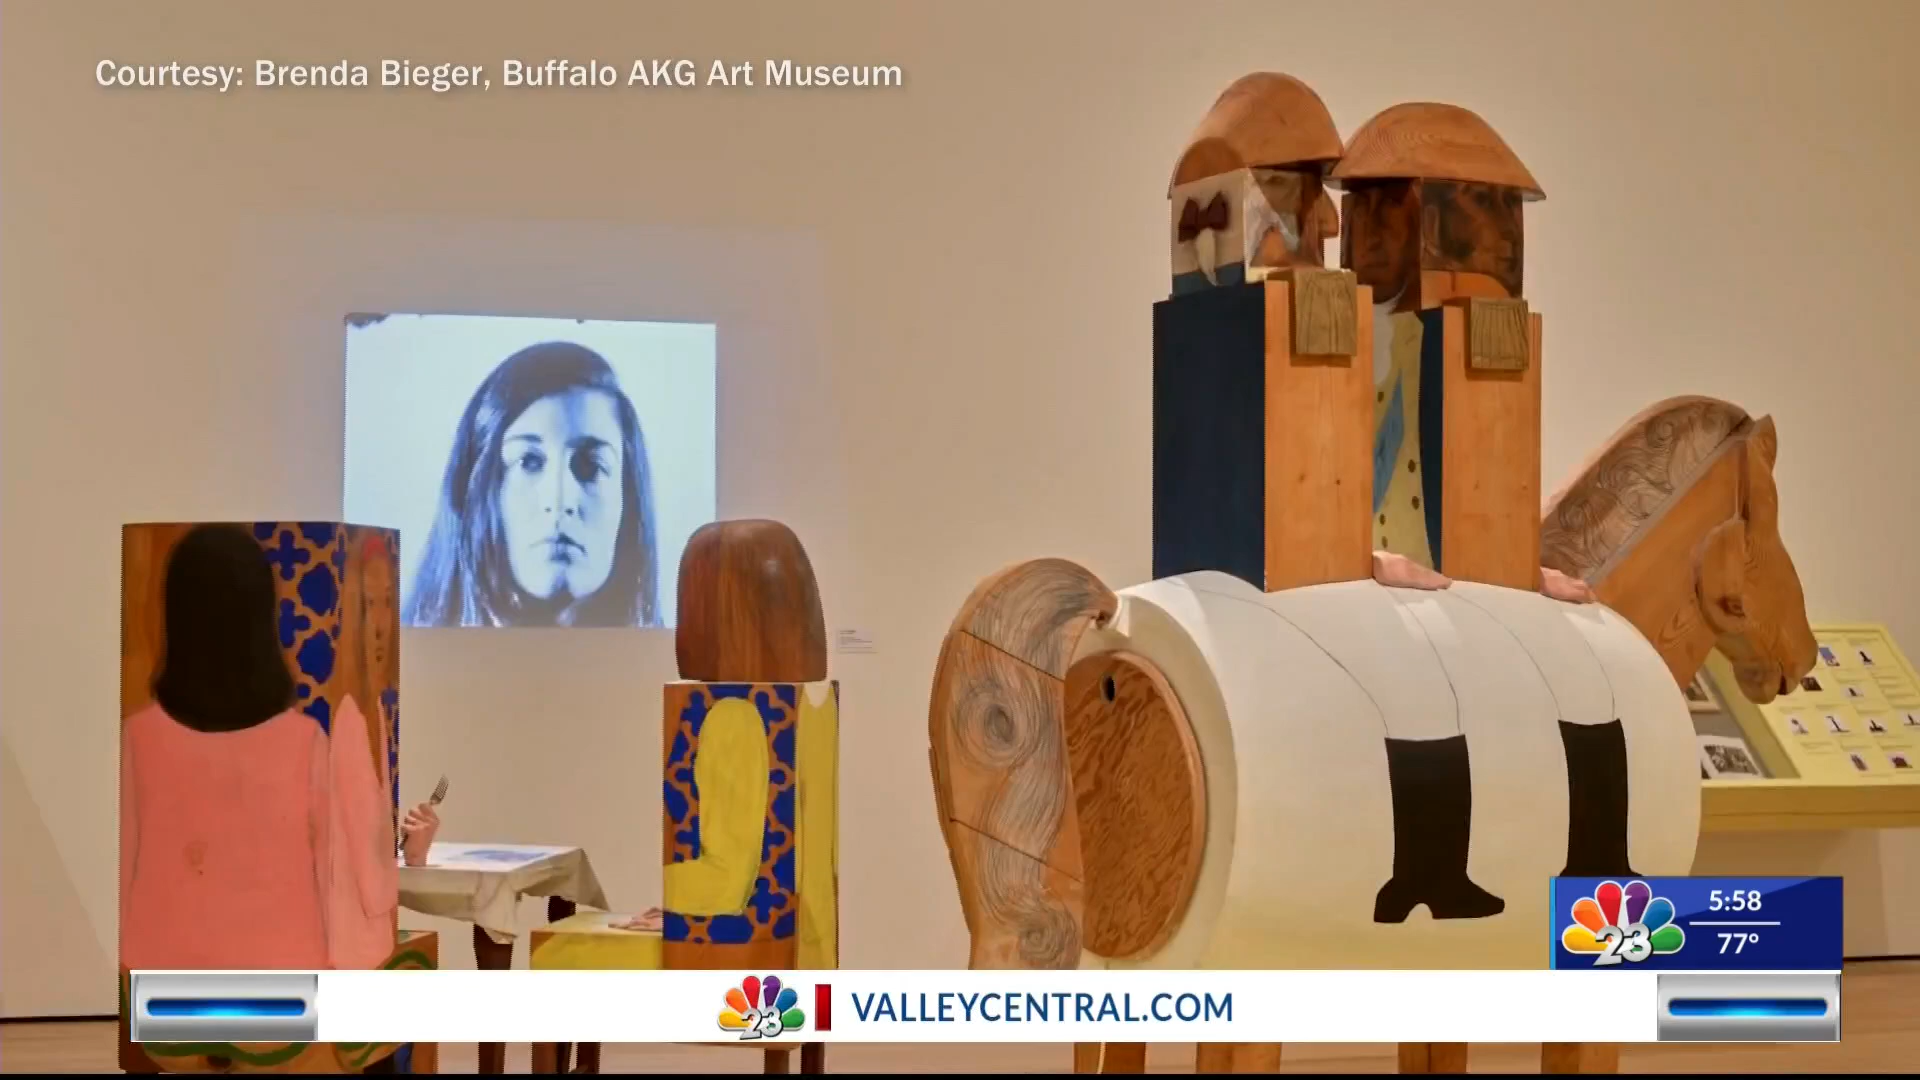 Courtesy: Brenda Bieger, Buffalo AKG Art Museum
5:58
23
77°
23
VALLEYCENTRAL.COM